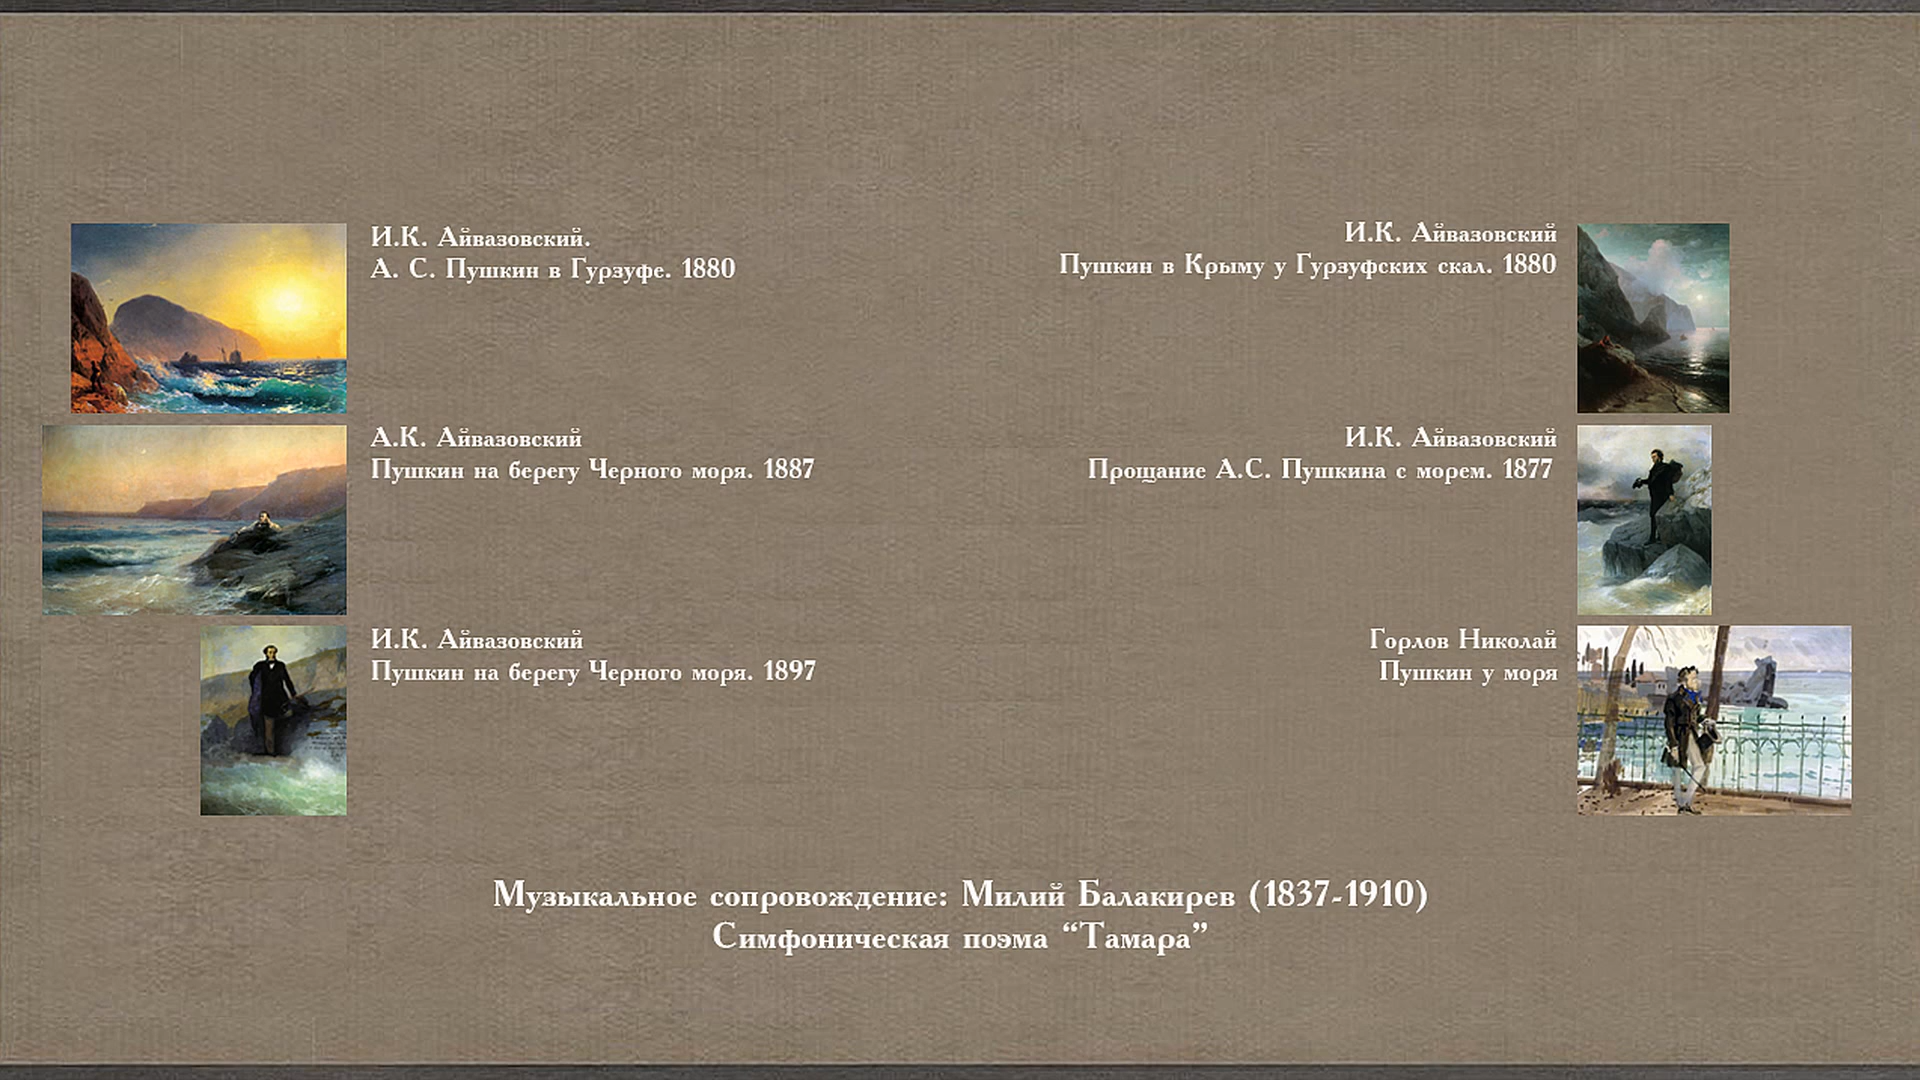 И.К. Айвазовский.
А. С. Пушкин в Гурзуфе. 1880
И.К. Айвазовский
Пушкин в Крыму у Гурзуфских скал. 1880
А.К. Айвазовский
Пушкин на берегу Черного моря. 1887
И.К. Айвазовский
Прощание А.С. Пушкина с морем. 1877
И.К. Айвазовский
Пушкин на берегу Черного моря. 1897
Горлов Николай
Пушкин у моря
Музыкальное сопровождение: Милий Балакирев (1837-1910)
Симфоническая поэма “Тамара”